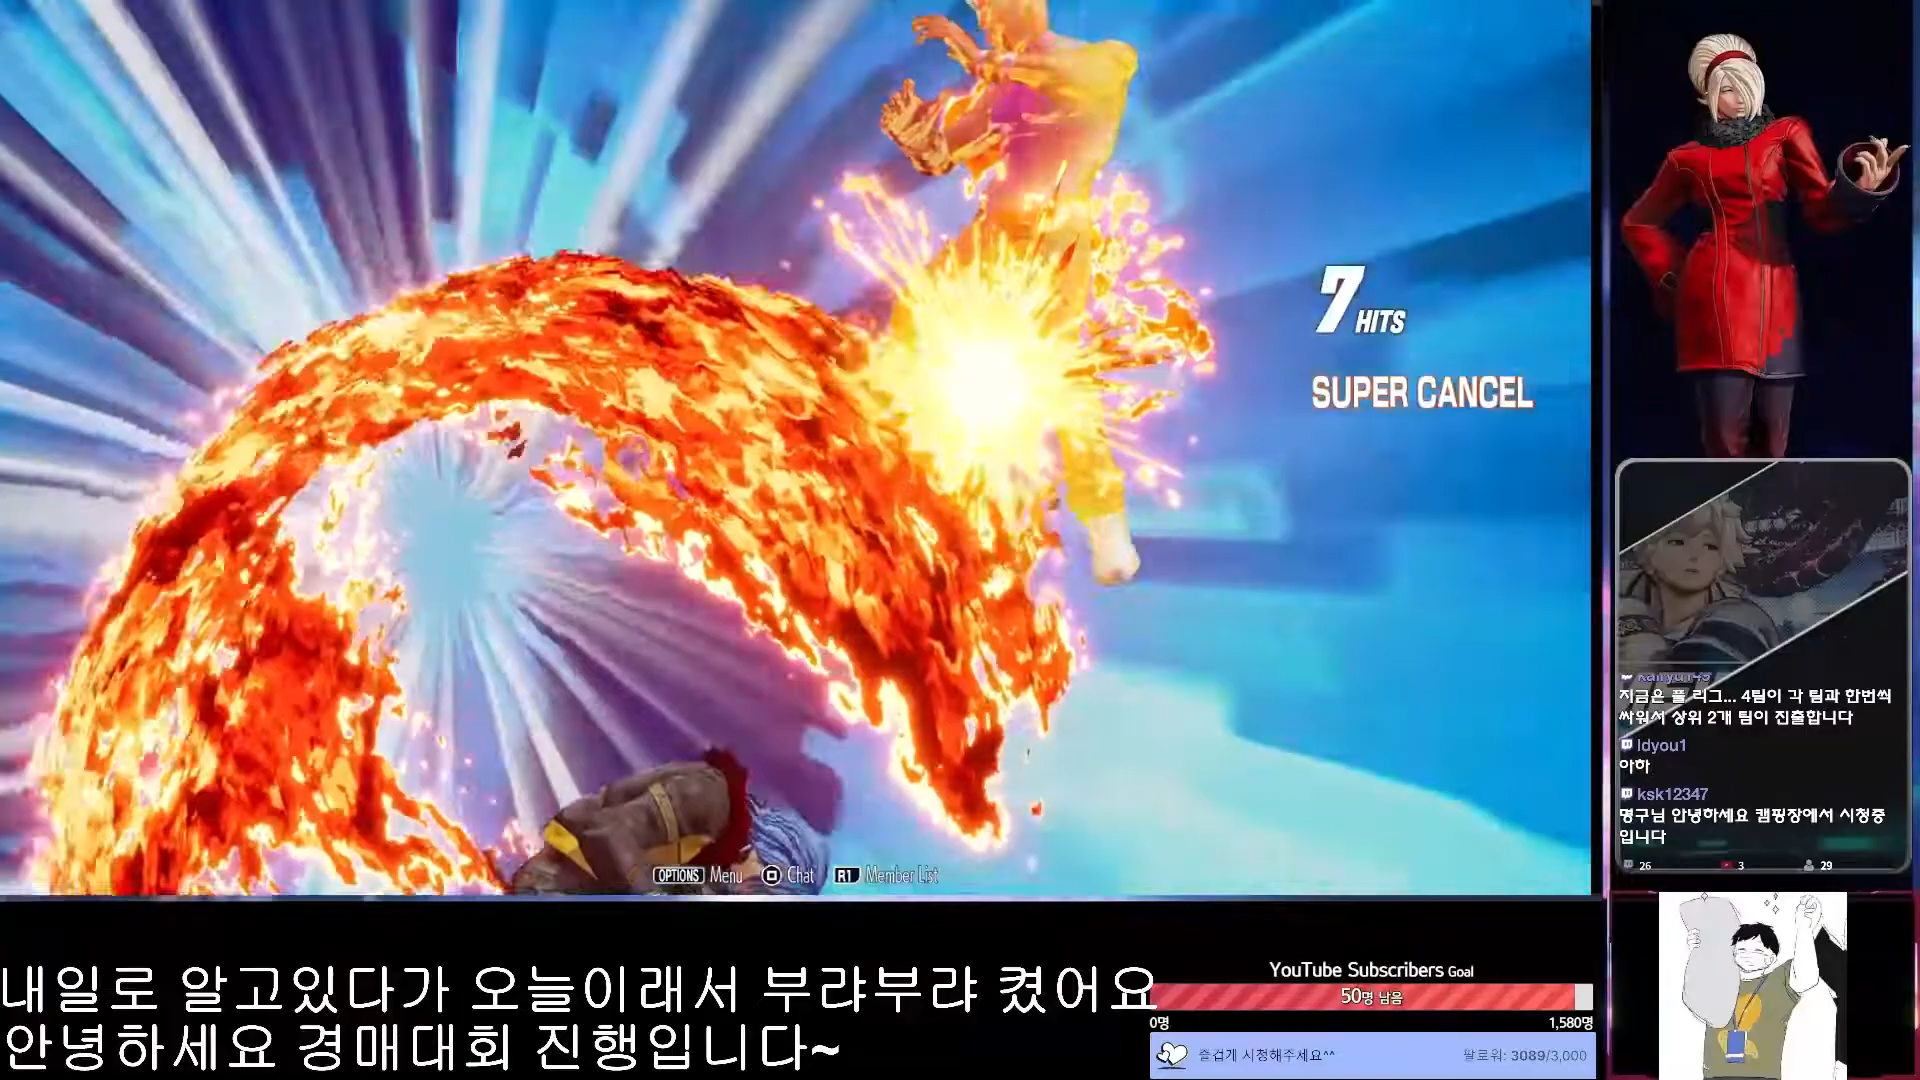 7 HITS
SUPER CANCEL
OPTIONS Menu Chat R1 Member List
지금은 풀 리그... 4팀이 각 팀과 한번씩
싸워서 상위 2개 팀이 진출합니다
ldyou1
아하
ksk12347
명구님 안녕하세요 캠핑장에서 시청중
입니다
26 3 29
내일로 알고있다가 오늘이래서 부랴부랴 켰어요
안녕하세요 경매대회 진행입니다~
YouTube Subscribers Goal
50명 남음
0명 1,580명
즐겁게 시청해주세요^^ 팔로워: 3089/3,000